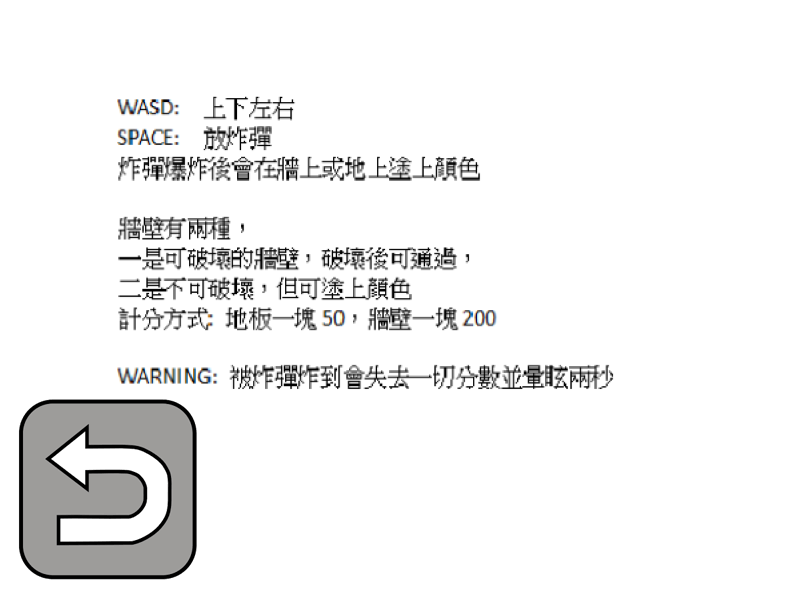 WASD: 上下左右
SPACE: 放炸彈
炸彈爆炸後會在牆上或地上塗上顏色
牆壁有兩種，
一是可破壞的牆壁，破壞後可通過，
二是不可破壞，但可塗上顏色
計分方式: 地板一塊 50，牆壁一塊 200
WARNING: 被炸彈炸到會失去一切分數並暈眩兩秒